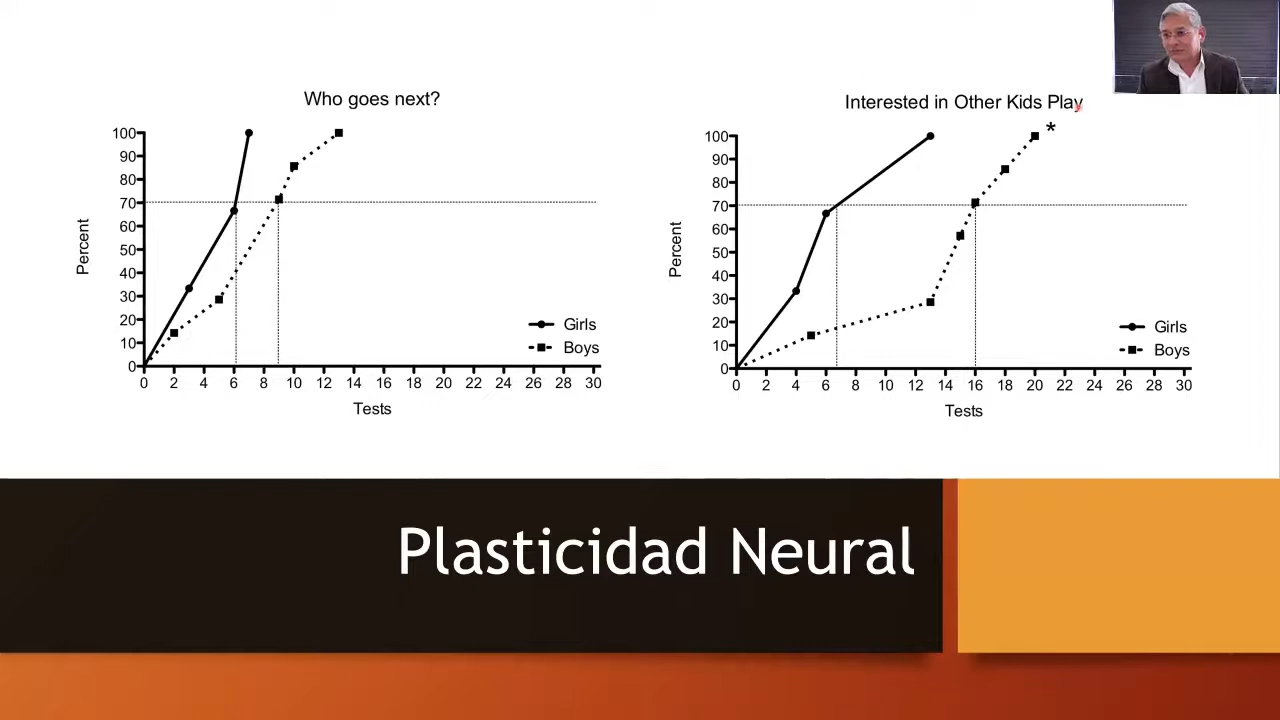 Who goes next?
100
90
80
70
60
50
40
30
20
10
0
Percent
Girls
Boys
0 2 4 6 8 10 12 14 16 18 20 22 24 26 28 30
Tests
Interested in Other Kids Play
*
100
90
80
70
60
50
40
30
20
10
0
Percent
Girls
Boys
0 2 4 6 8 10 12 14 16 18 20 22 24 26 28 30
Tests
Plasticidad Neural